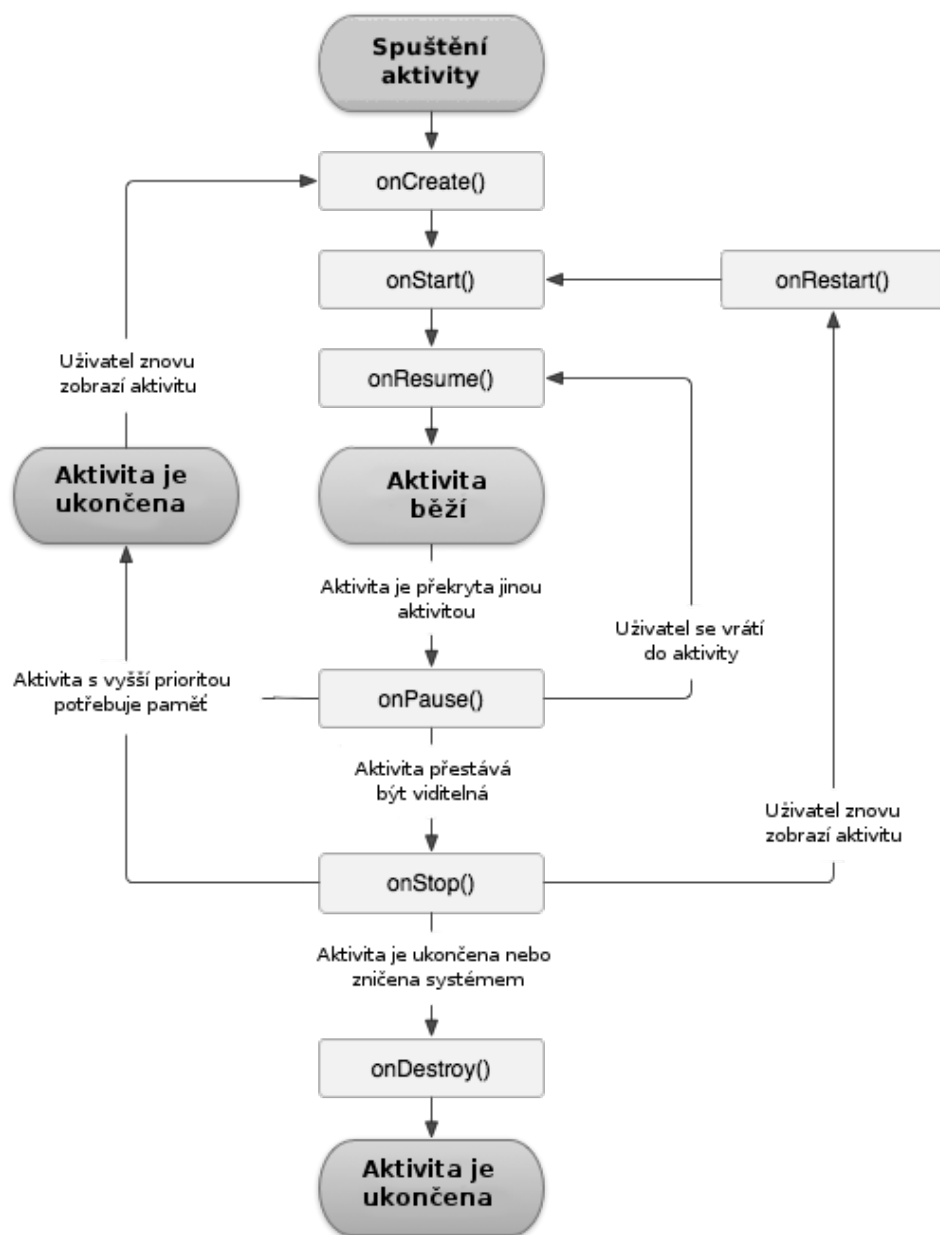 Spuštění
aktivity
onCreate()
onStart()
onRestart()
Uživatel znovu
zobrazí aktivitu
onResume()
Aktivita je
ukončena
Aktivita
běží
Aktivita je překryta jinou
aktivitou
Uživatel se vrátí
do aktivity
Aktivita s vyšší prioritou
potřebuje paměť
onPause()
Aktivita přestává
být viditelná
Uživatel znovu
zobrazí aktivitu
onStop()
Aktivita je ukončena nebo
zničena systémem
onDestroy()
Aktivita je
ukončena